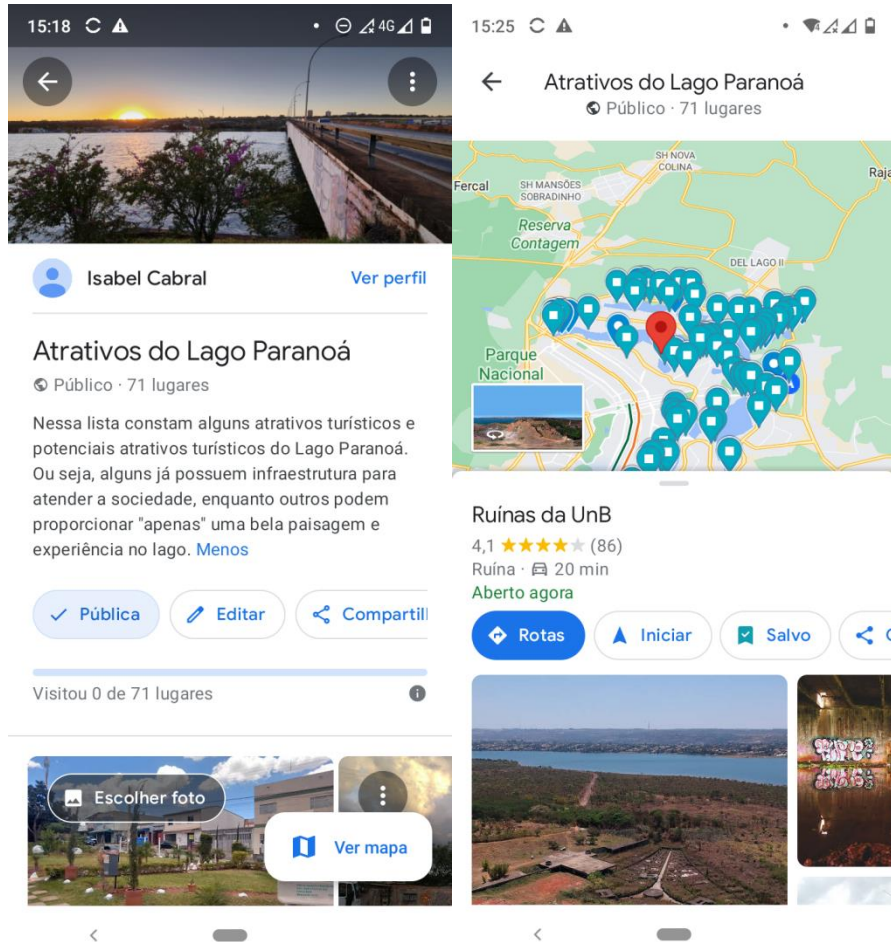 15:18
4G
Isabel Cabral
Ver perfil
Atrativos do Lago Paranoá
Público · 71 lugares
Nessa lista constam alguns atrativos turísticos e
potenciais atrativos turísticos do Lago Paranoá.
Ou seja, alguns já possuem infraestrutura para
atender a sociedade, enquanto outros podem
proporcionar "apenas" uma bela paisagem e
experiência no lago. Menos
Pública
Editar
Compartil
Visitou 0 de 71 lugares
Escolher foto
Ver mapa
15:25
Atrativos do Lago Paranoá
Público · 71 lugares
SH NOVA
COLINA
Fercal
SH MANSÕES
SOBRADINHO
Raja
Reserva
Contagem
DEL LAGO II
Parque
Nacional
Ruínas da UnB
4,1 (86)
Ruína · 20 min
Aberto agora
Rotas
Iniciar
Salvo